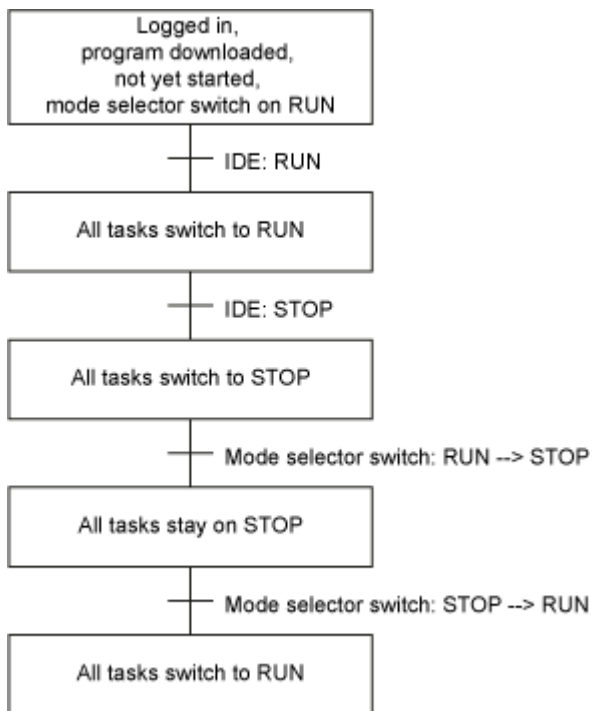 Logged in,
program downloaded,
not yet started,
mode selector switch on RUN
IDE: RUN
All tasks switch to RUN
IDE: STOP
All tasks switch to STOP
Mode selector switch: RUN --> STOP
All tasks stay on STOP
Mode selector switch: STOP --> RUN
All tasks switch to RUN